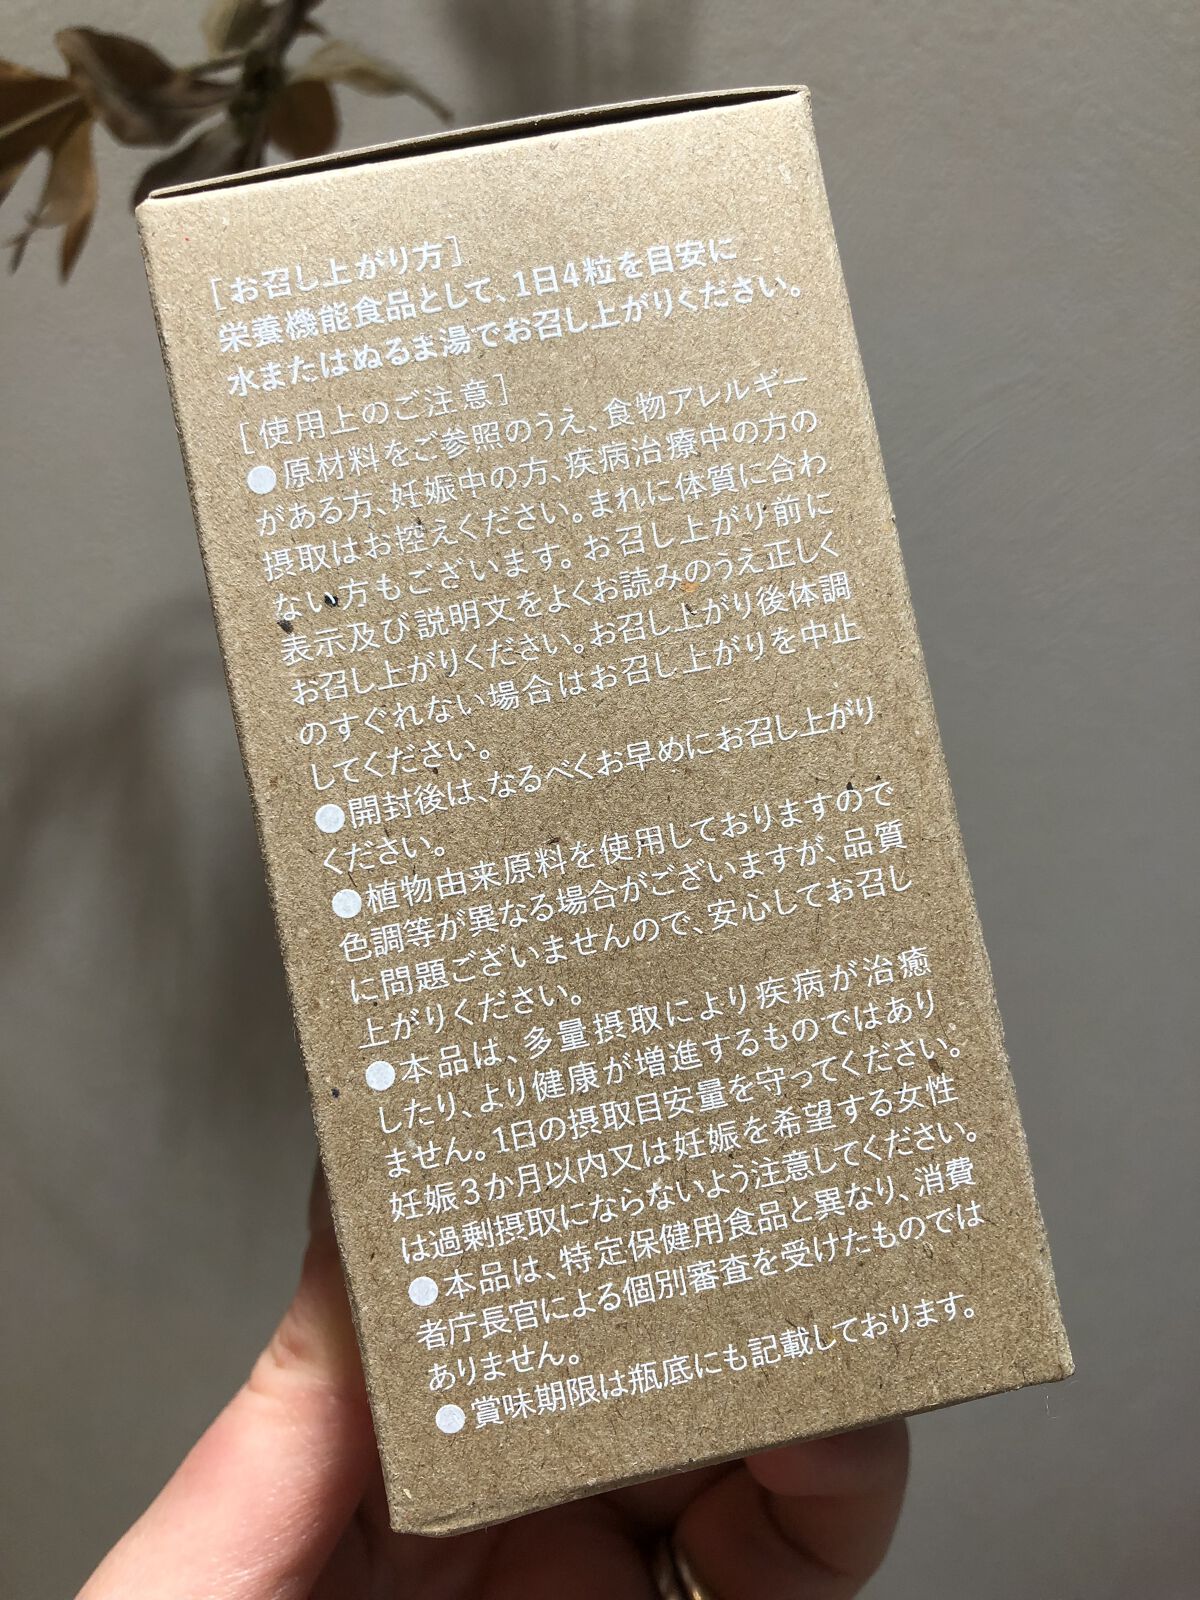 [お召し上がり方]
栄養機能食品として、1日4粒を目安に
水またはぬるま湯でお召し上がりください。
[使用上のご注意]
●原材料をご参照のうえ、食物アレルギー
がある方、妊娠中の方、疾病治療中の方の
摂取はお控えください。まれに体質に合わ
ない方もございます。お召し上がり前に
表示及び説明文をよくお読みのうえ正しく
お召し上がりください。お召し上がり後体調
のすぐれない場合はお召し上がりを中止
してください。
●開封後は、なるべくお早めにお召し上がり
ください。
●植物由来原料を使用しておりますので
色調等が異なる場合がございますが、品質
に問題ございませんので、安心してお召し
上がりください。
●本品は、多量摂取により疾病が治癒
したり、より健康が増進するものではあり
ません。1日の摂取目安量を守ってください。
妊娠3か月以内又は妊娠を希望する女性
は過剰摂取にならないよう注意してください。
●本品は、特定保健用食品と異なり、消費
者庁長官による個別審査を受けたものでは
ありません。
●賞味期限は瓶底にも記載しております。